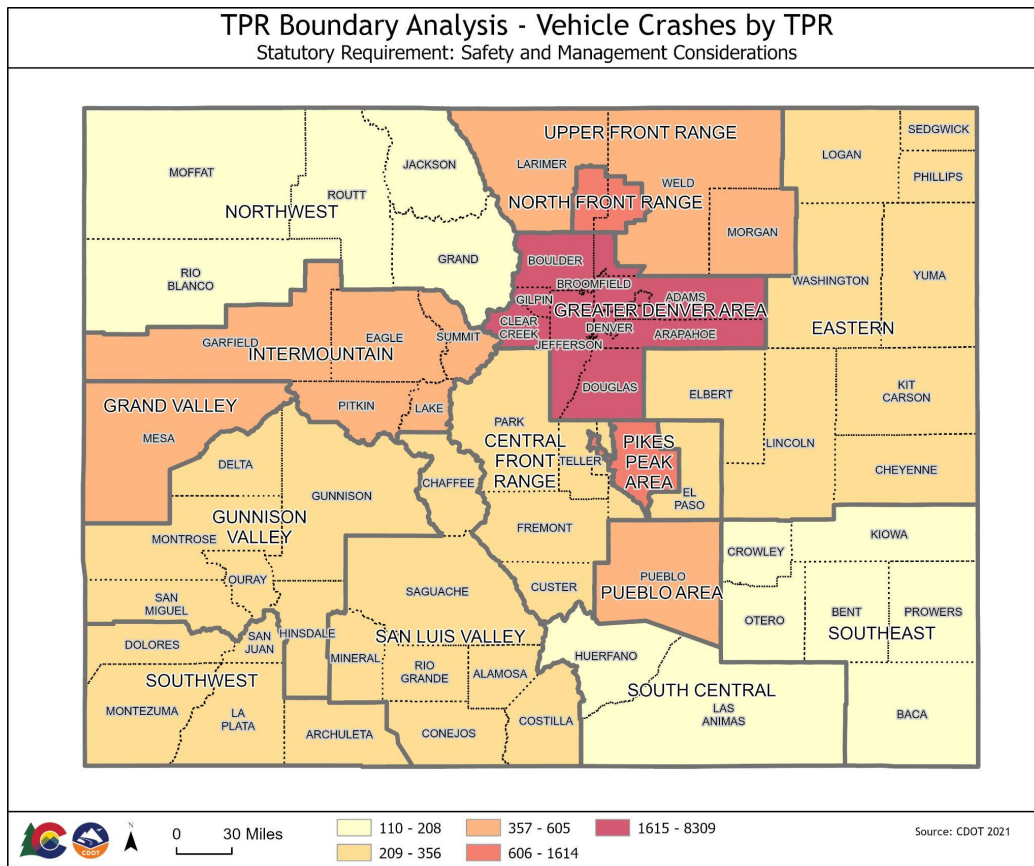 TPR Boundary Analysis - Vehicle Crashes by TPR
Statutory Requirement: Safety and Management Considerations
UPPER FRONT RANGE
SEDGWICK
LOGAN
JACKSON
LARIMER
MOFFAT
PHILLIPS
WELD
ROUTT
NORTH FRONT RANGE
NORTHWEST
MORGAN
GRAND
BOULDER
RIO
BLANCO
WASHINGTON
YUMA
BROOMFIELD
GILPIN
ADAMS
GREATER DENVER AREA
CLEAR
CREEK
DENVER
ARAPAHOE
EASTERN
GARFIELD
EAGLE
SUMMIT
JEFFERSON
INTERMOUNTAIN
DOUGLAS
ELBERT
KIT
CARSON
GRAND VALLEY
PITKIN
LAKE
PARK
MESA
CENTRAL
FRONT
RANGE
TELLER
PIKES
PEAK
AREA
LINCOLN
DELTA
CHEYENNE
GUNNISON
CHAFFEE
EL
PASO
GUNNISON
VALLEY
FREMONT
MONTROSE
KIOWA
CROWLEY
OURAY
PUEBLO
PUEBLO AREA
SAGUACHE
CUSTER
SAN
MIGUEL
BENT
PROWERS
OTERO
SOUTHEAST
DOLORES
SAN
JUAN
HINSDALE
SAN LUIS VALLEY
MINERAL
HUERFANO
RIO
GRANDE
ALAMOSA
SOUTHWEST
SOUTH CENTRAL
MONTEZUMA
LA
PLATA
COSTILLA
LAS
ANIMAS
BACA
ARCHULETA
CONEJOS
CDOT
N
0 30 Miles
110 - 208
357 - 605
1615 - 8309
209 - 356
606 - 1614
Source: CDOT 2021